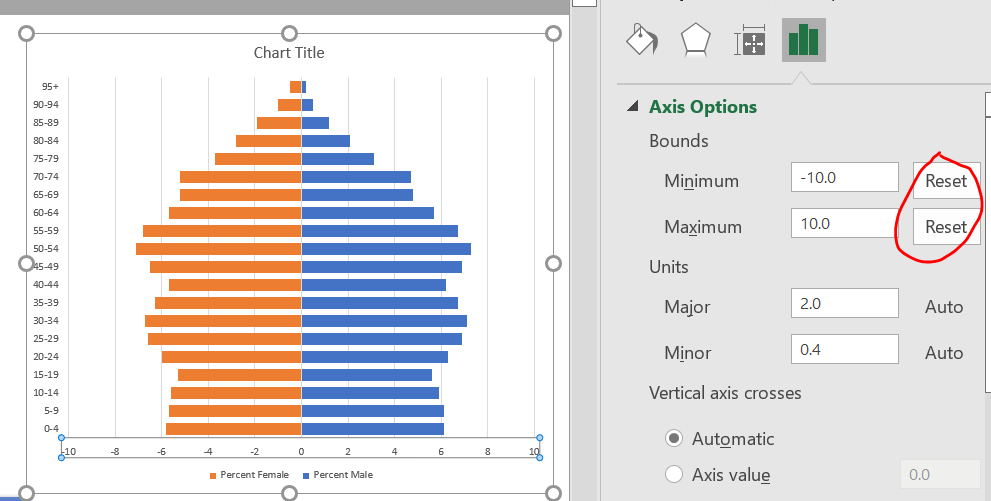 Chart Title
95+
90-94
85-89
80-84
75-79
70-74
65-69
60-64
55-59
50-54
45-49
40-44
35-39
30-34
25-29
20-24
15-19
10-14
5-9
0-4
-10 -8 -6 -4 -2 0 2 4 6 8 10
Percent Female Percent Male
Axis Options
Bounds
Minimum -10.0 Reset
Maximum 10.0 Reset
Units
Major 2.0 Auto
Minor 0.4 Auto
Vertical axis crosses
Automatic
Axis value 0.0